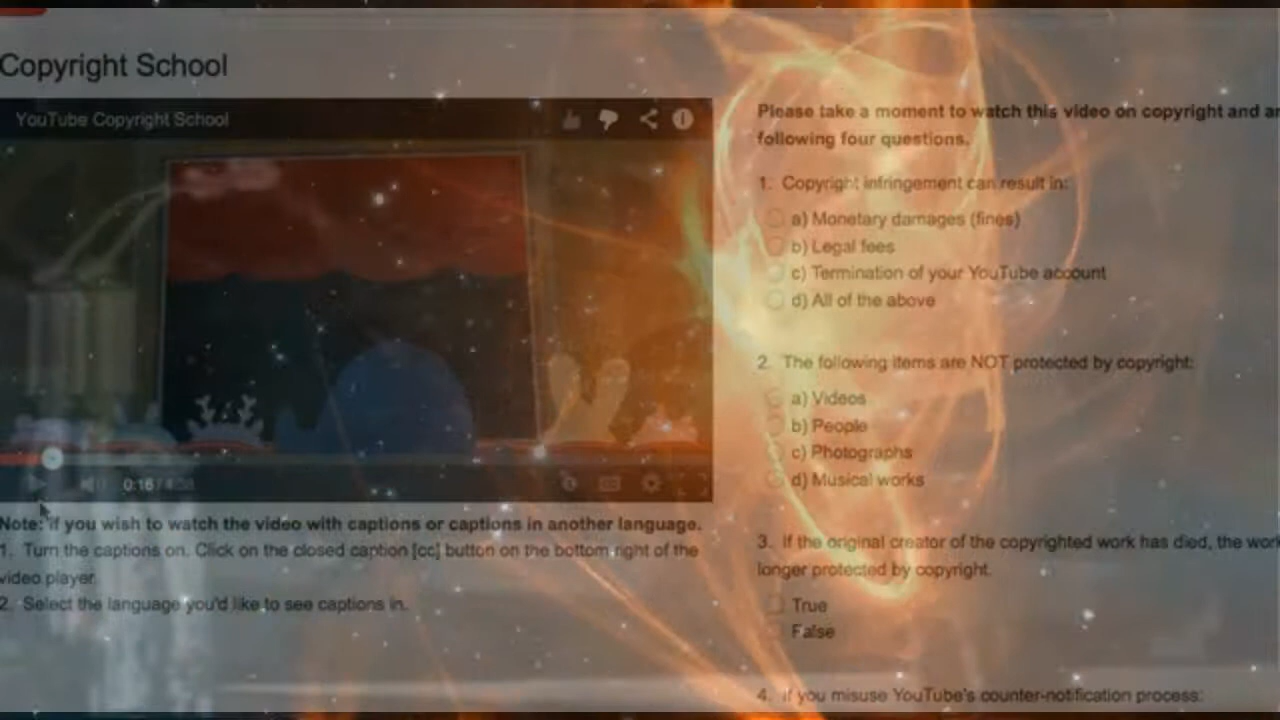 Copyright School
YouTube Copyright School
0:16 /
Note: if you wish to watch the video with captions or captions in another language.
1. Turn the captions on. Click on the closed caption [cc] button on the bottom right of the
video player.
2. Select the language you'd like to see captions in.
Please take a moment to watch this video on copyright and
following four questions.
1. Copyright infringement can result in:
a) Monetary damages (fines)
b) Legal fees
c) Termination of your YouTube account
d) All of the above
2. The following items are NOT protected by copyright:
a) Videos
b) People
c) Photographs
d) Musical works
3. If the original creator of the copyrighted work has died, the work
longer protected by copyright.
True
False
4. If you misuse YouTube's counter-notification process: